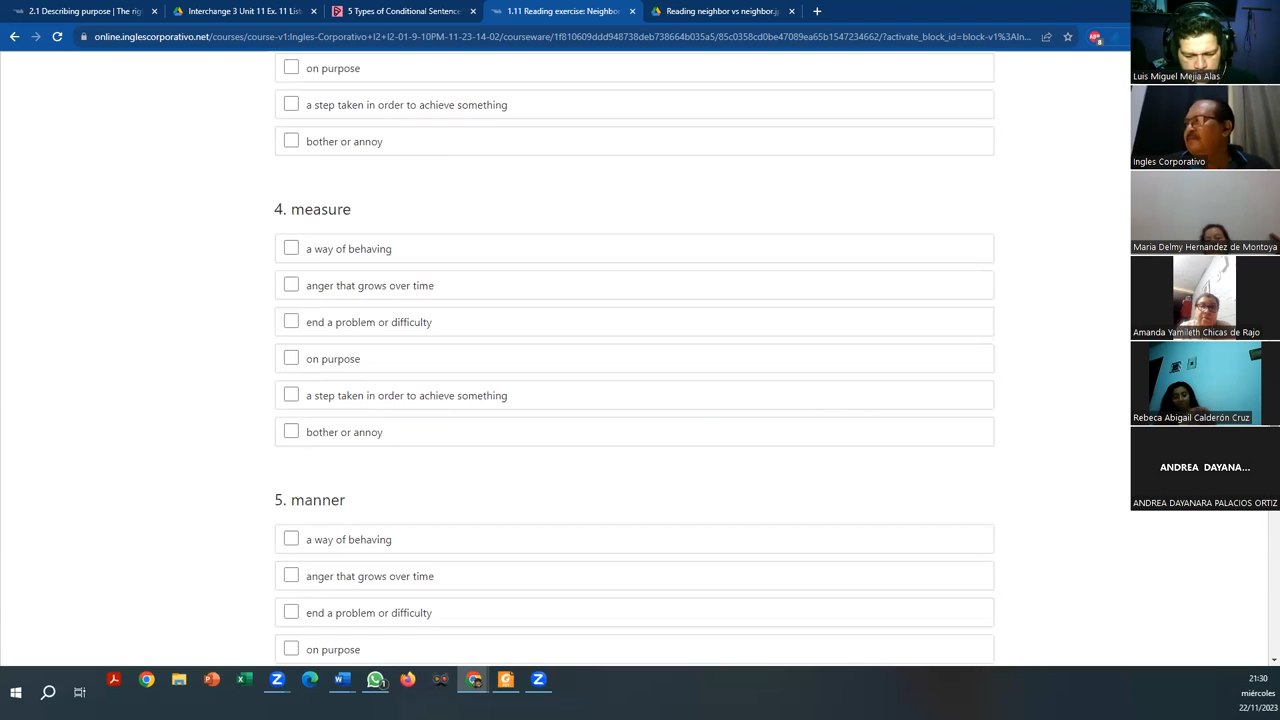 2.1 Describing purpose | The rig
Interchange 3 Unit 11 Ex. 11 List
5 Types of Conditional Sentence
1.11 Reading exercise: Neighbor
Reading neighbor vs neighbor.j
online.inglescorporativo.net/courses/course-v1:Ingles-Corporativo+I2+I2-01-9-10PM-11-23-14-02/courseware/1f810609ddd948738deb738664b035a5/85c0358cd0be47089ea65b1547234662/?activate_block_id=block-v1%3AIn...
on purpose
a step taken in order to achieve something
bother or annoy
4. measure
a way of behaving
anger that grows over time
end a problem or difficulty
on purpose
a step taken in order to achieve something
bother or annoy
5. manner
a way of behaving
anger that grows over time
end a problem or difficulty
on purpose
Luis Miguel Mejia Alas
Ingles Corporativo
Maria Delmy Hernandez de Montoya
Amanda Yamileth Chicas de Rajo
Rebeca Abigail Calderón Cruz
ANDREA DAYANA...
ANDREA DAYANARA PALACIOS ORTIZ
21:30
miércoles
22/11/2023